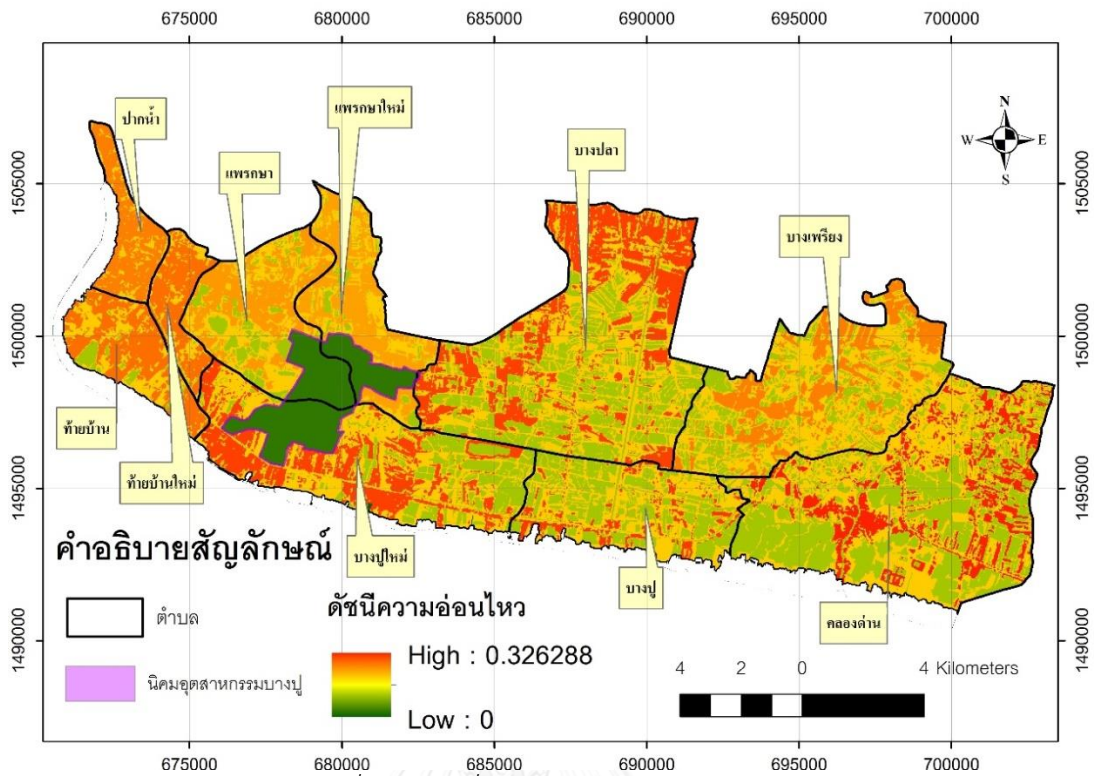 675000 680000 685000 690000 695000 700000
1505000
1500000
1495000
1490000
1505000
1500000
1495000
1490000
ปากน้ำ
แพรกษาใหม่
แพรกษา
บางปลา
บางเพรียง
N
W E
S
ท้ายบ้าน
ท้ายบ้านใหม่
บางปูใหม่
บางปู
คลองด่าน
คำอธิบายสัญลักษณ์
ตำบล
นิคมอุตสาหกรรมบางปู
ดัชนีความอ่อนไหว
High : 0.326288
Low : 0
4 2 0 4 Kilometers
675000 680000 685000 690000 695000 700000